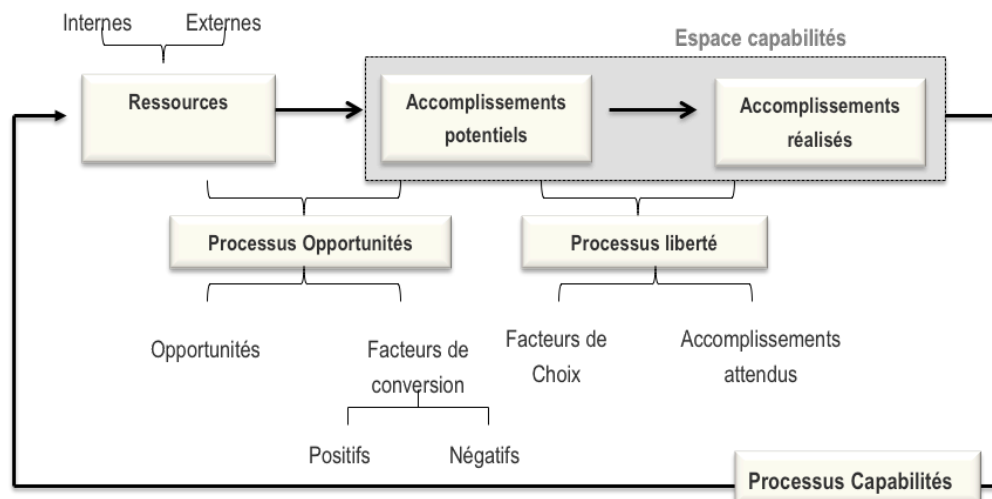 Internes Externes
Espace capabilités
Ressources
Accomplissements
potentiels
Accomplissements
réalisés
Processus Opportunités
Processus liberté
Opportunités
Facteurs de
conversion
Facteurs de
Choix
Accomplissements
attendus
Positifs Négatifs
Processus Capabilités